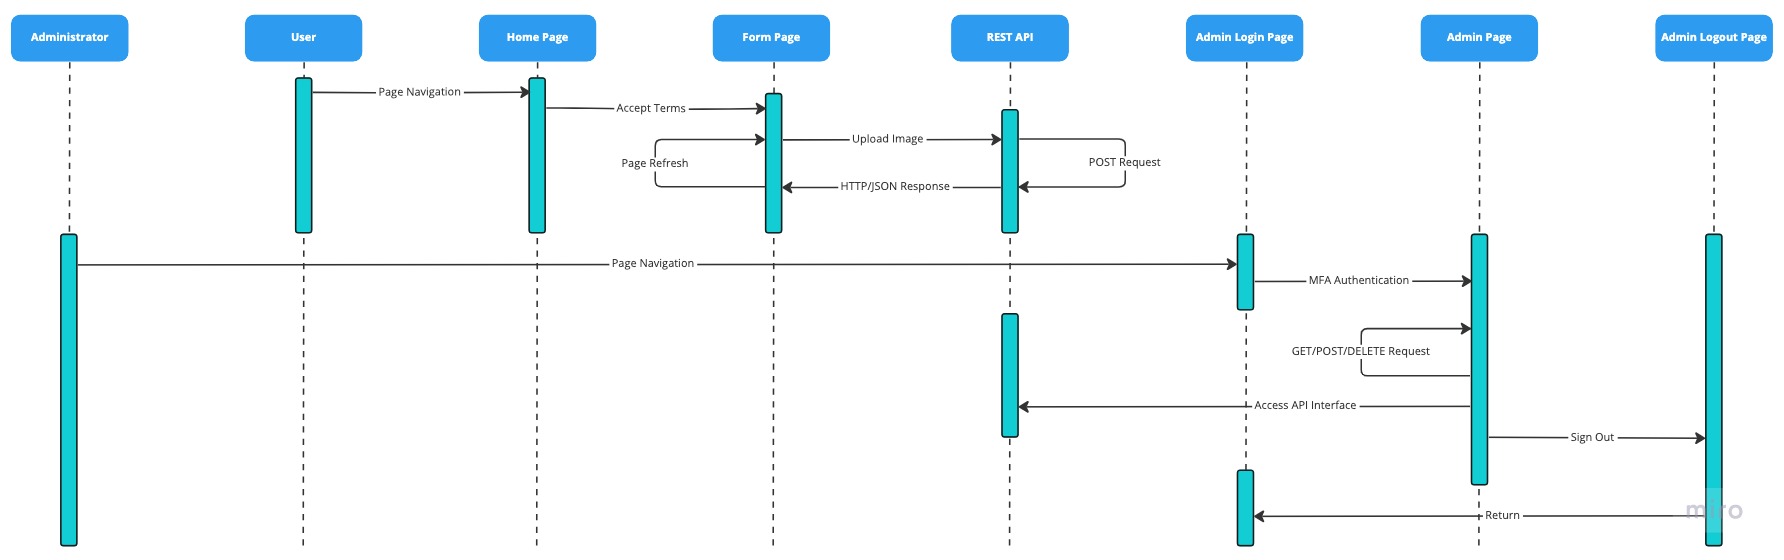 Administrator
User
Home Page
Form Page
REST API
Admin Login Page
Admin Page
Admin Logout Page
Page Navigation
Accept Terms
Upload Image
Page Refresh
POST Request
HTTP/JSON Response
Page Navigation
MFA Authentication
GET/POST/DELETE Request
Access API Interface
Sign Out
Return
miro